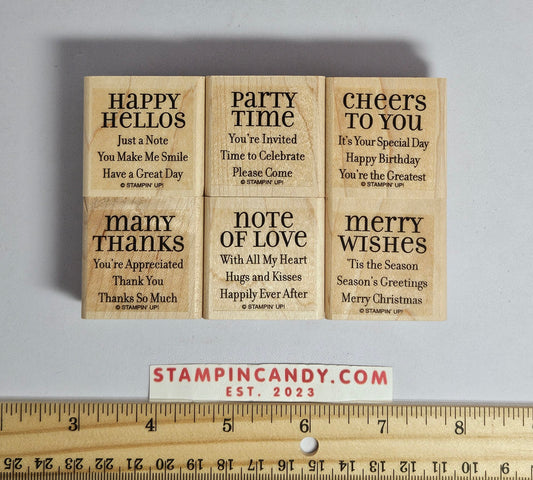 HAPPY
HELLOS
Just a Note
You Make Me Smile
Have a Great Day
© STAMPIN' UP!
PARTY
TIME
You're Invited
Time to Celebrate
Please Come
© STAMPIN' UP!
CHEERS
TO YOU
It's Your Special Day
Happy Birthday
You're the Greatest
© STAMPIN' UP!
MANY
THANKS
You're Appreciated
Thank You
Thanks So Much
© STAMPIN' UP!
NOTE
OF LOVE
With All My Heart
Hugs and Kisses
Happily Ever After
© STAMPIN' UP!
MERRY
WISHES
'Tis the Season
Season's Greetings
Merry Christmas
© STAMPIN' UP!
STAMPINCANDY.COM
EST. 2023
3 4 5 6 7 8
25 24 23 22 21 20 19 18 17 16 15 14 13 12 11 10 9 8